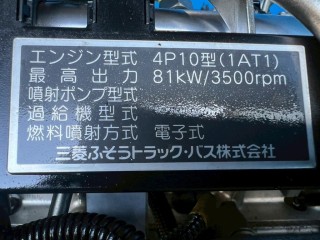 エンジン型式 4P10型(1AT1)
最高出力 81kW/3500rpm
噴射ポンプ型式
過給機型式
燃料噴射方式 電子式
三菱ふそうトラック・バス株式会社